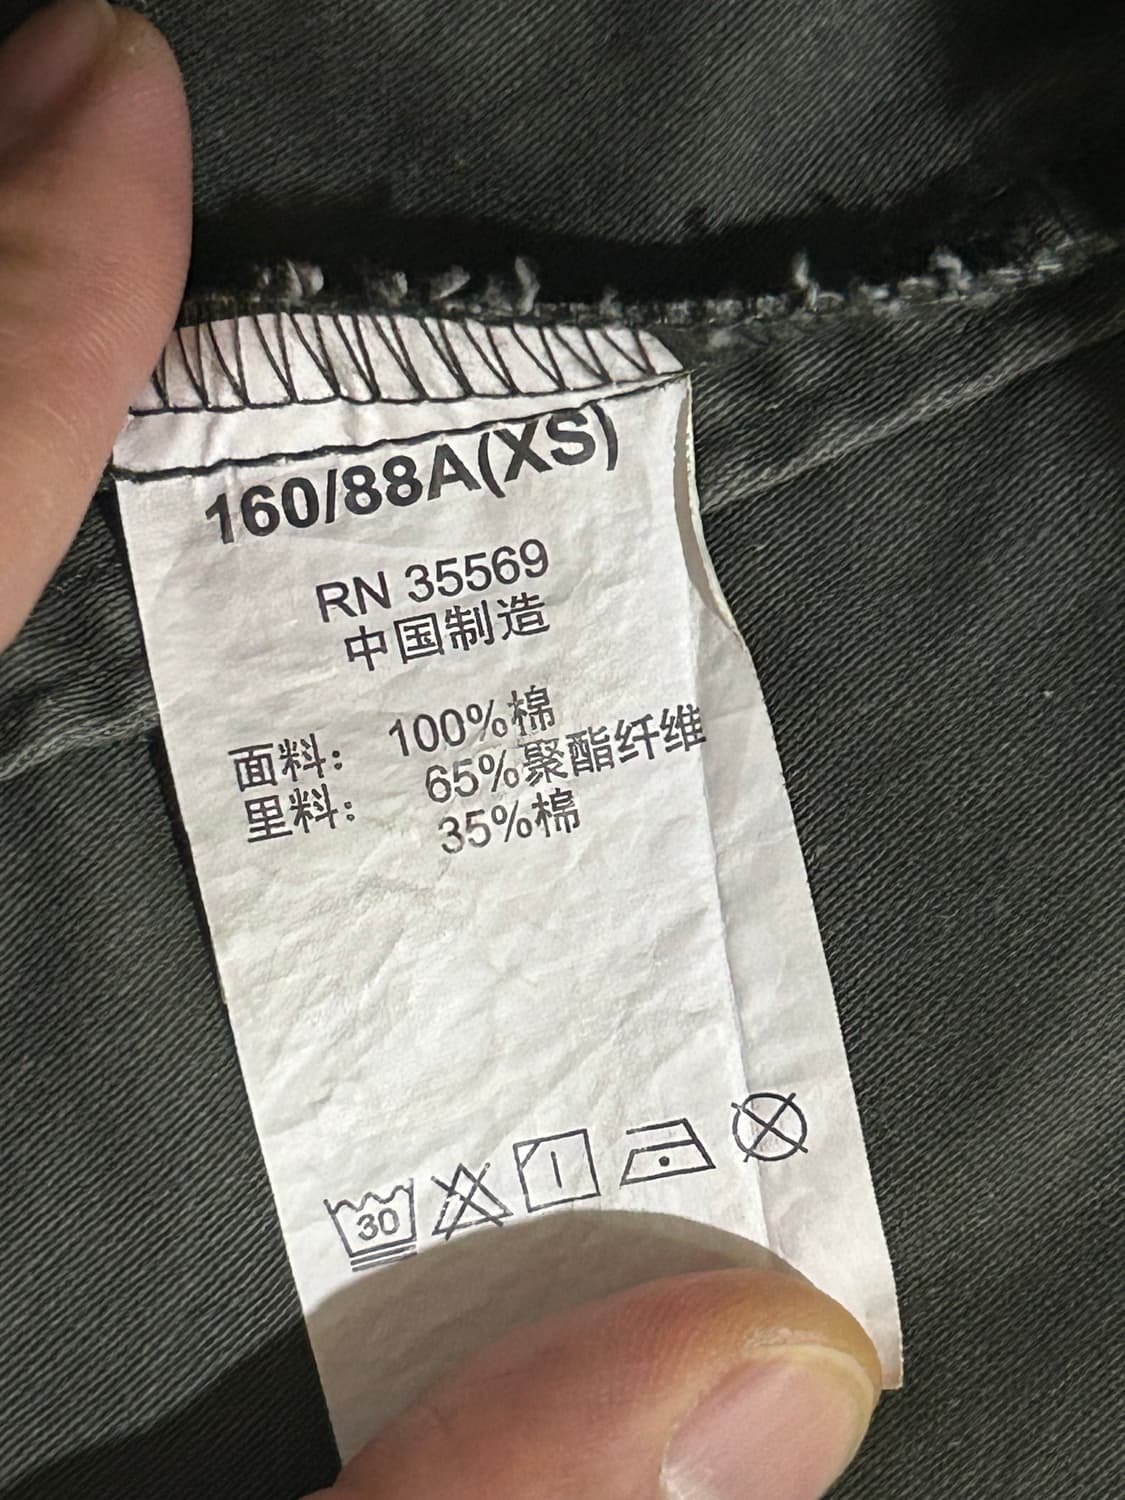 160/88A(XS)
RN 35569
中国制造
面料: 100%棉
里料: 65%聚酯纤维
35%棉
30